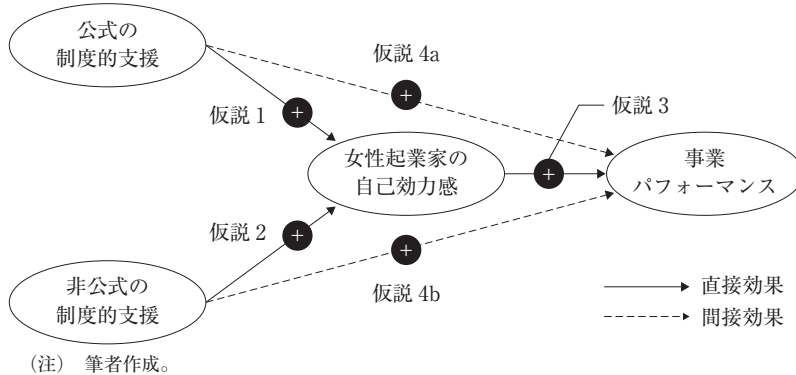 公式の
制度的支援
仮説 4a
仮説 1
＋
＋
仮説 3
女性起業家の
自己効力感
＋
事業
パフォーマンス
仮説 2
＋
＋
非公式の
制度的支援
仮説 4b
直接効果
間接効果
（注） 筆者作成。